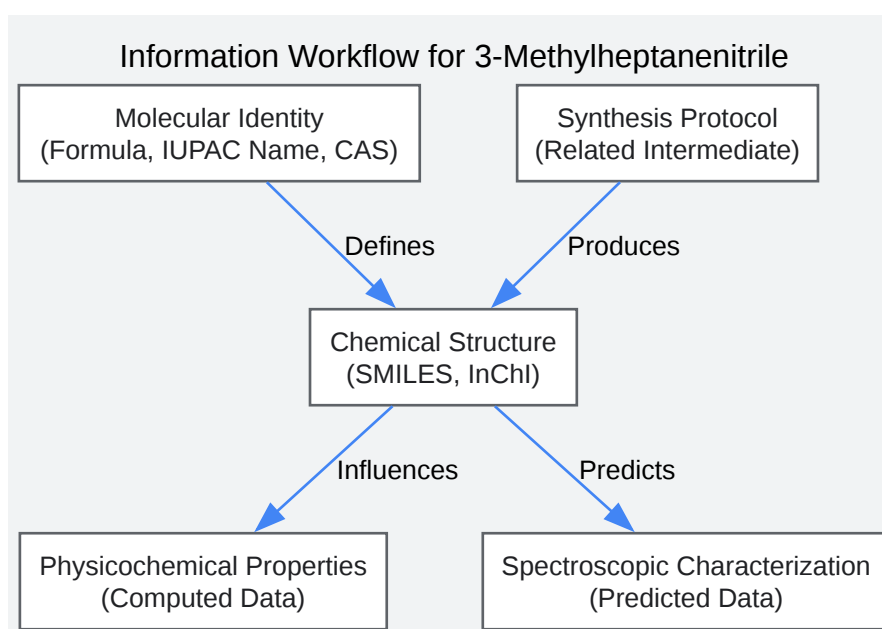 Information Workflow for 3-Methylheptanenitrile
Molecular Identity
(Formula, IUPAC Name, CAS)
Synthesis Protocol
(Related Intermediate)
Defines
Produces
Chemical Structure
(SMILES, InChI)
Influences
Predicts
Physicochemical Properties
(Computed Data)
Spectroscopic Characterization
(Predicted Data)